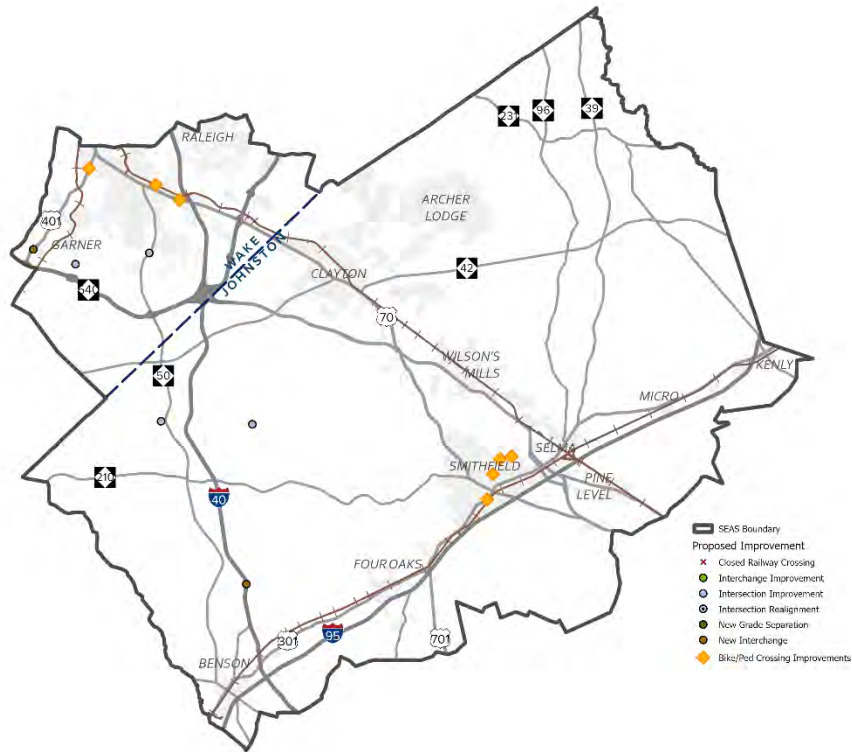 96
39
231
RALEIGH
ARCHER
LODGE
401
GARNER
WAKE
JOHNSTON
CLAYTON
42
540
70
WILSON'S
MILLS
KENLY
50
MICRO
SELMA
SMITHFIELD
210
PINE
LEVEL
40
FOUR OAKS
95
301
701
BENSON
SEAS Boundary
Proposed Improvement
Closed Railway Crossing
Interchange Improvement
Intersection Improvement
Intersection Realignment
New Grade Separation
New Interchange
Bike/Ped Crossing Improvements